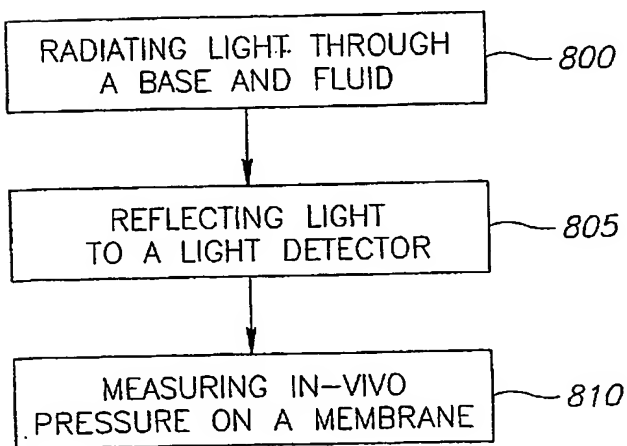 RADIATING LIGHT THROUGH
A BASE AND FLUID
800
REFLECTING LIGHT
TO A LIGHT DETECTOR
805
MEASURING IN-VIVO
PRESSURE ON A MEMBRANE
810